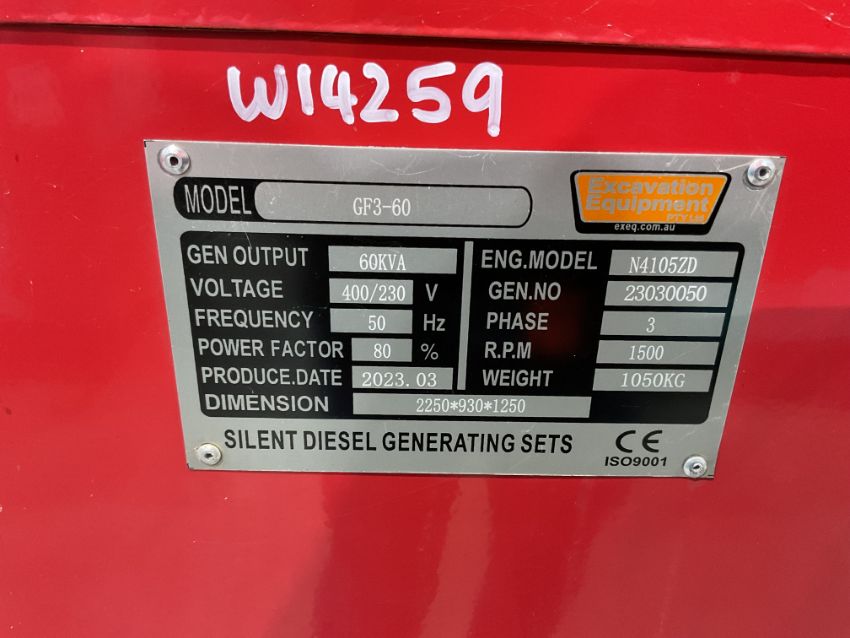 W14259
MODEL GF3-60
Excavation
Equipment
PTY Ltd
exeq.com.au
GEN OUTPUT 60KVA
VOLTAGE 400/230 V
FREQUENCY 50 Hz
POWER FACTOR 80 %
PRODUCE.DATE 2023.03
DIMENSION 2250*930*1250
ENG.MODEL N4105ZD
GEN.NO 23030050
PHASE 3
R.P.M 1500
WEIGHT 1050KG
SILENT DIESEL GENERATING SETS
CE
ISO9001